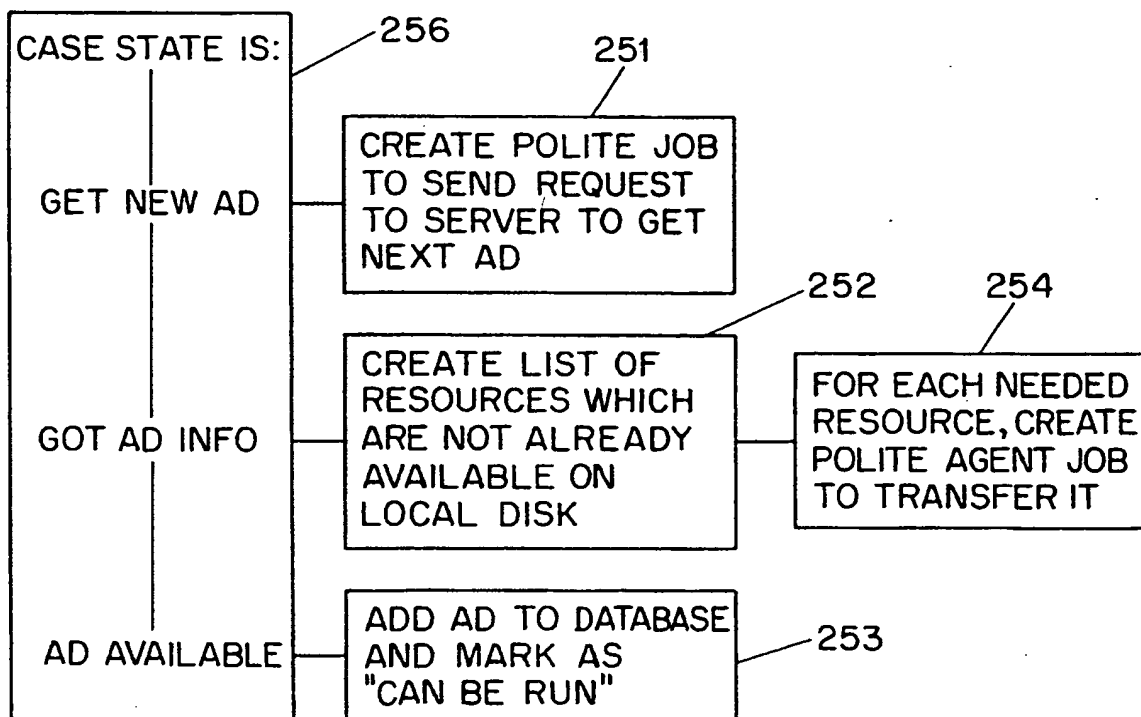 CASE STATE IS:
256
251
GET NEW AD
CREATE POLITE JOB
TO SEND REQUEST
TO SERVER TO GET
NEXT AD
252
254
GOT AD INFO
CREATE LIST OF
RESOURCES WHICH
ARE NOT ALREADY
AVAILABLE ON
LOCAL DISK
FOR EACH NEEDED
RESOURCE, CREATE
POLITE AGENT JOB
TO TRANSFER IT
AD AVAILABLE
ADD AD TO DATABASE
AND MARK AS
"CAN BE RUN"
253